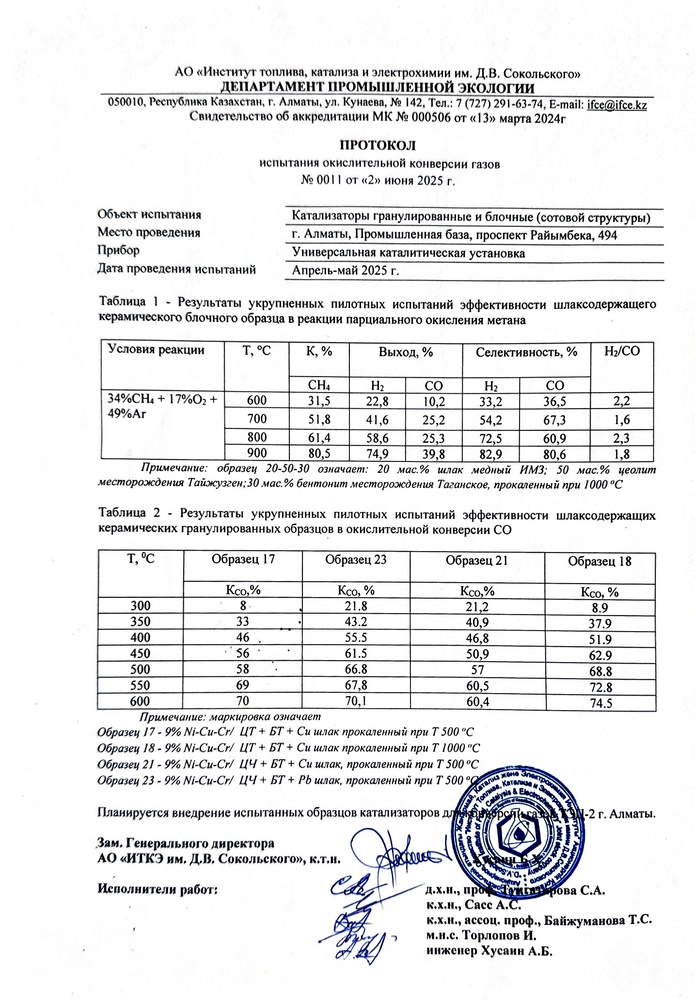 АО «Институт топлива, катализа и электрохимии им. Д.В. Сокольского»
ДЕПАРТАМЕНТ ПРОМЫШЛЕННОЙ ЭКОЛОГИИ
050010, Республика Казахстан, г. Алматы, ул. Кунаева, № 142, Тел.: 7 (727) 291-63-74, E-mail: ifce@ifce.kz
Свидетельство об аккредитации МК № 000506 от «13» марта 2024г
ПРОТОКОЛ
испытания окислительной конверсии газов
№ 0011 от «2» июня 2025 г.
Объект испытания Катализаторы гранулированные и блочные (сотовой структуры)
Место проведения г. Алматы, Промышленная база, проспект Райымбека, 494
Прибор Универсальная каталитическая установка
Дата проведения испытаний Апрель-май 2025 г.
Таблица 1 - Результаты укрупненных пилотных испытаний эффективности шлаксодержащего
керамического блочного образца в реакции парциального окисления метана
Условия реакции T, °C К, % Выход, % Селективность, % H₂/CO
CH₄ H₂ CO H₂ CO
34%CH₄ + 17%O₂ + 600 31,5 22,8 10,2 33,2 36,5 2,2
49%Ar 700 51,8 41,6 25,2 54,2 67,3 1,6
800 61,4 58,6 25,3 72,5 60,9 2,3
900 80,5 74,9 39,8 82,9 80,6 1,8
Примечание: образец 20-50-30 означает: 20 мас.% шлак медный ИМЗ; 50 мас.% цеолит
месторождения Тайжузген;30 мас.% бентонит месторождения Таганское, прокаленный при 1000 ºС
Таблица 2 - Результаты укрупненных пилотных испытаний эффективности шлаксодержащих
керамических гранулированных образцов в окислительной конверсии СО
T, ⁰C Образец 17 Образец 23 Образец 21 Образец 18
Kco,% Kco, % Kco,% Kco, %
300 8 21.8 21,2 8.9
350 33 43.2 40,9 37.9
400 46 55.5 46,8 51.9
450 56 61.5 50,9 62.9
500 58 66.8 57 68.8
550 69 67,8 60,5 72.8
600 70 70,1 60,4 74.5
Примечание: маркировка означает
Образец 17 - 9% Ni-Cu-Cr/ ЦТ + БТ + Cu шлак прокаленный при Т 500 ºС
Образец 18 - 9% Ni-Cu-Cr/ ЦТ + БТ + Cu шлак прокаленный при Т 1000 ºС
Образец 21 - 9% Ni-Cu-Cr/ ЦЧ + БТ + Cu шлак, прокаленный при Т 500 ºС
Образец 23 - 9% Ni-Cu-Cr/ ЦЧ + БТ + Pb шлак, прокаленный при Т 500 ºС
Планируется внедрение испытанных образцов катализаторов для конверсии газов ТЭЦ-2 г. Алматы.
Зам. Генерального директора
АО «ИТКЭ им. Д.В. Сокольского», к.т.н. Хусаин Б.Х.
Исполнители работ: д.х.н., проф. Тунгатарова С.А.
к.х.н., Сасс А.С.
к.х.н., ассоц. проф., Байжуманова Т.С.
м.н.с. Торлопов И.
инженер Хусаин А.Б.